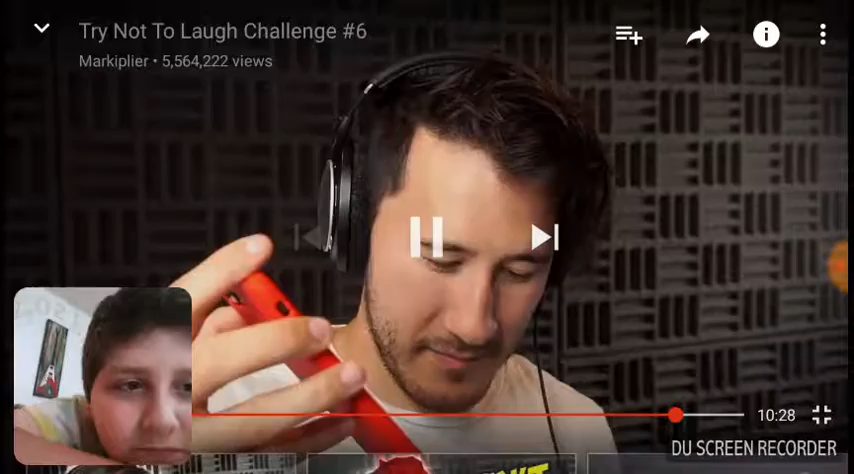 Try Not To Laugh Challenge #6
Markiplier • 5,564,222 views
10:28
DU SCREEN RECORDER